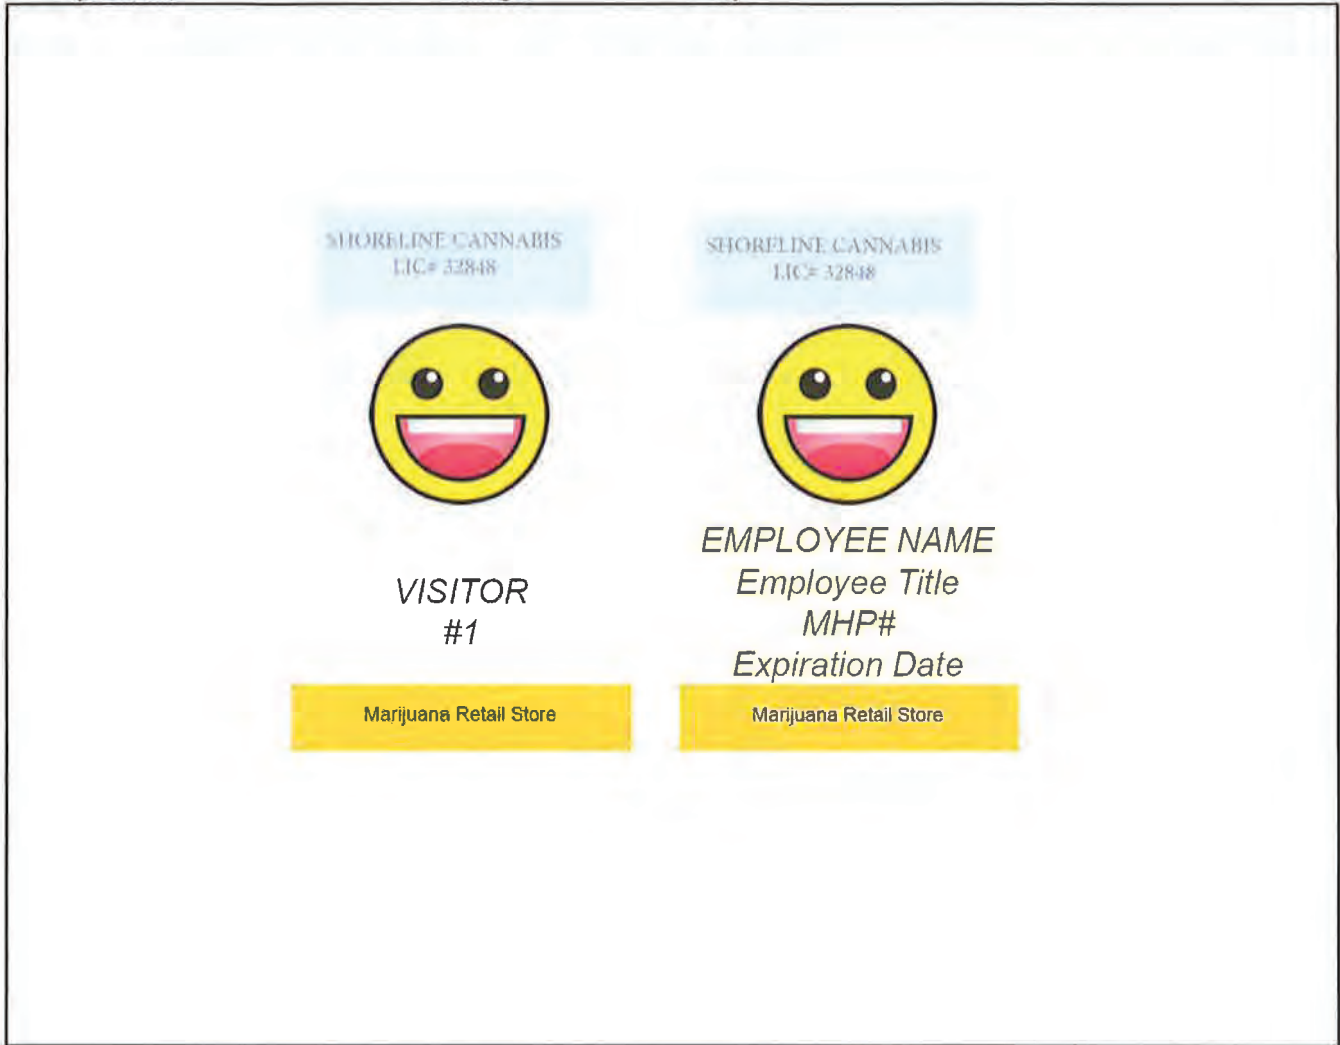 SHORELINE CANNABIS
LIC# 32848
VISITOR
#1
Marijuana Retail Store
SHORELINE CANNABIS
LIC# 32848
EMPLOYEE NAME
Employee Title
MHP#
Expiration Date
Marijuana Retail Store